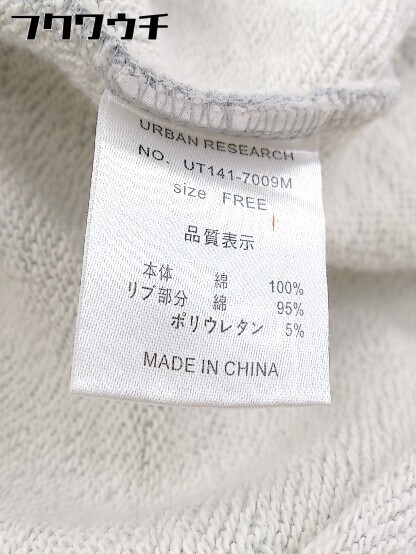 フクワウチ
URBAN RESEARCH
NO. UT141-7009M
size FREE
品質表示
本体 綿 100%
リブ部分 綿 95%
ポリウレタン 5%
MADE IN CHINA